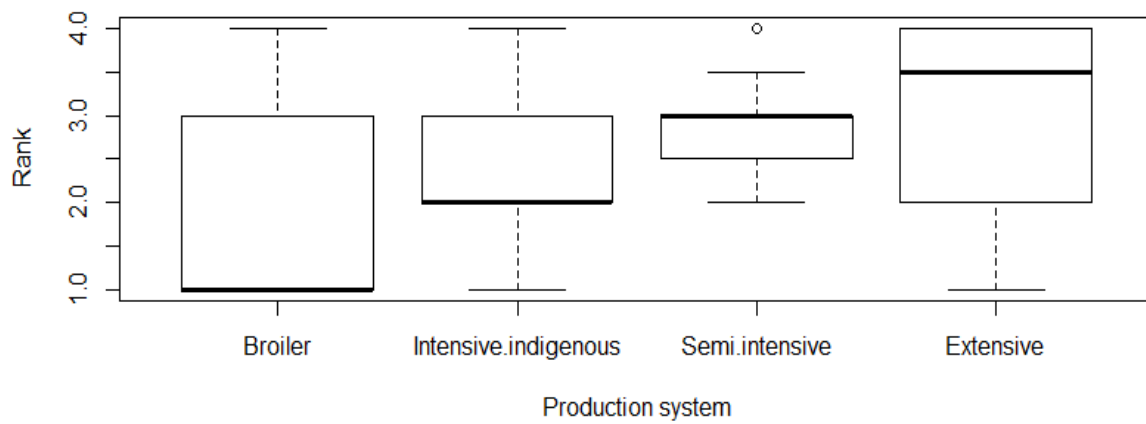 4.0
3.0
2.0
1.0
Rank
Broiler
Intensive.indigenous
Semi.intensive
Extensive
Production system